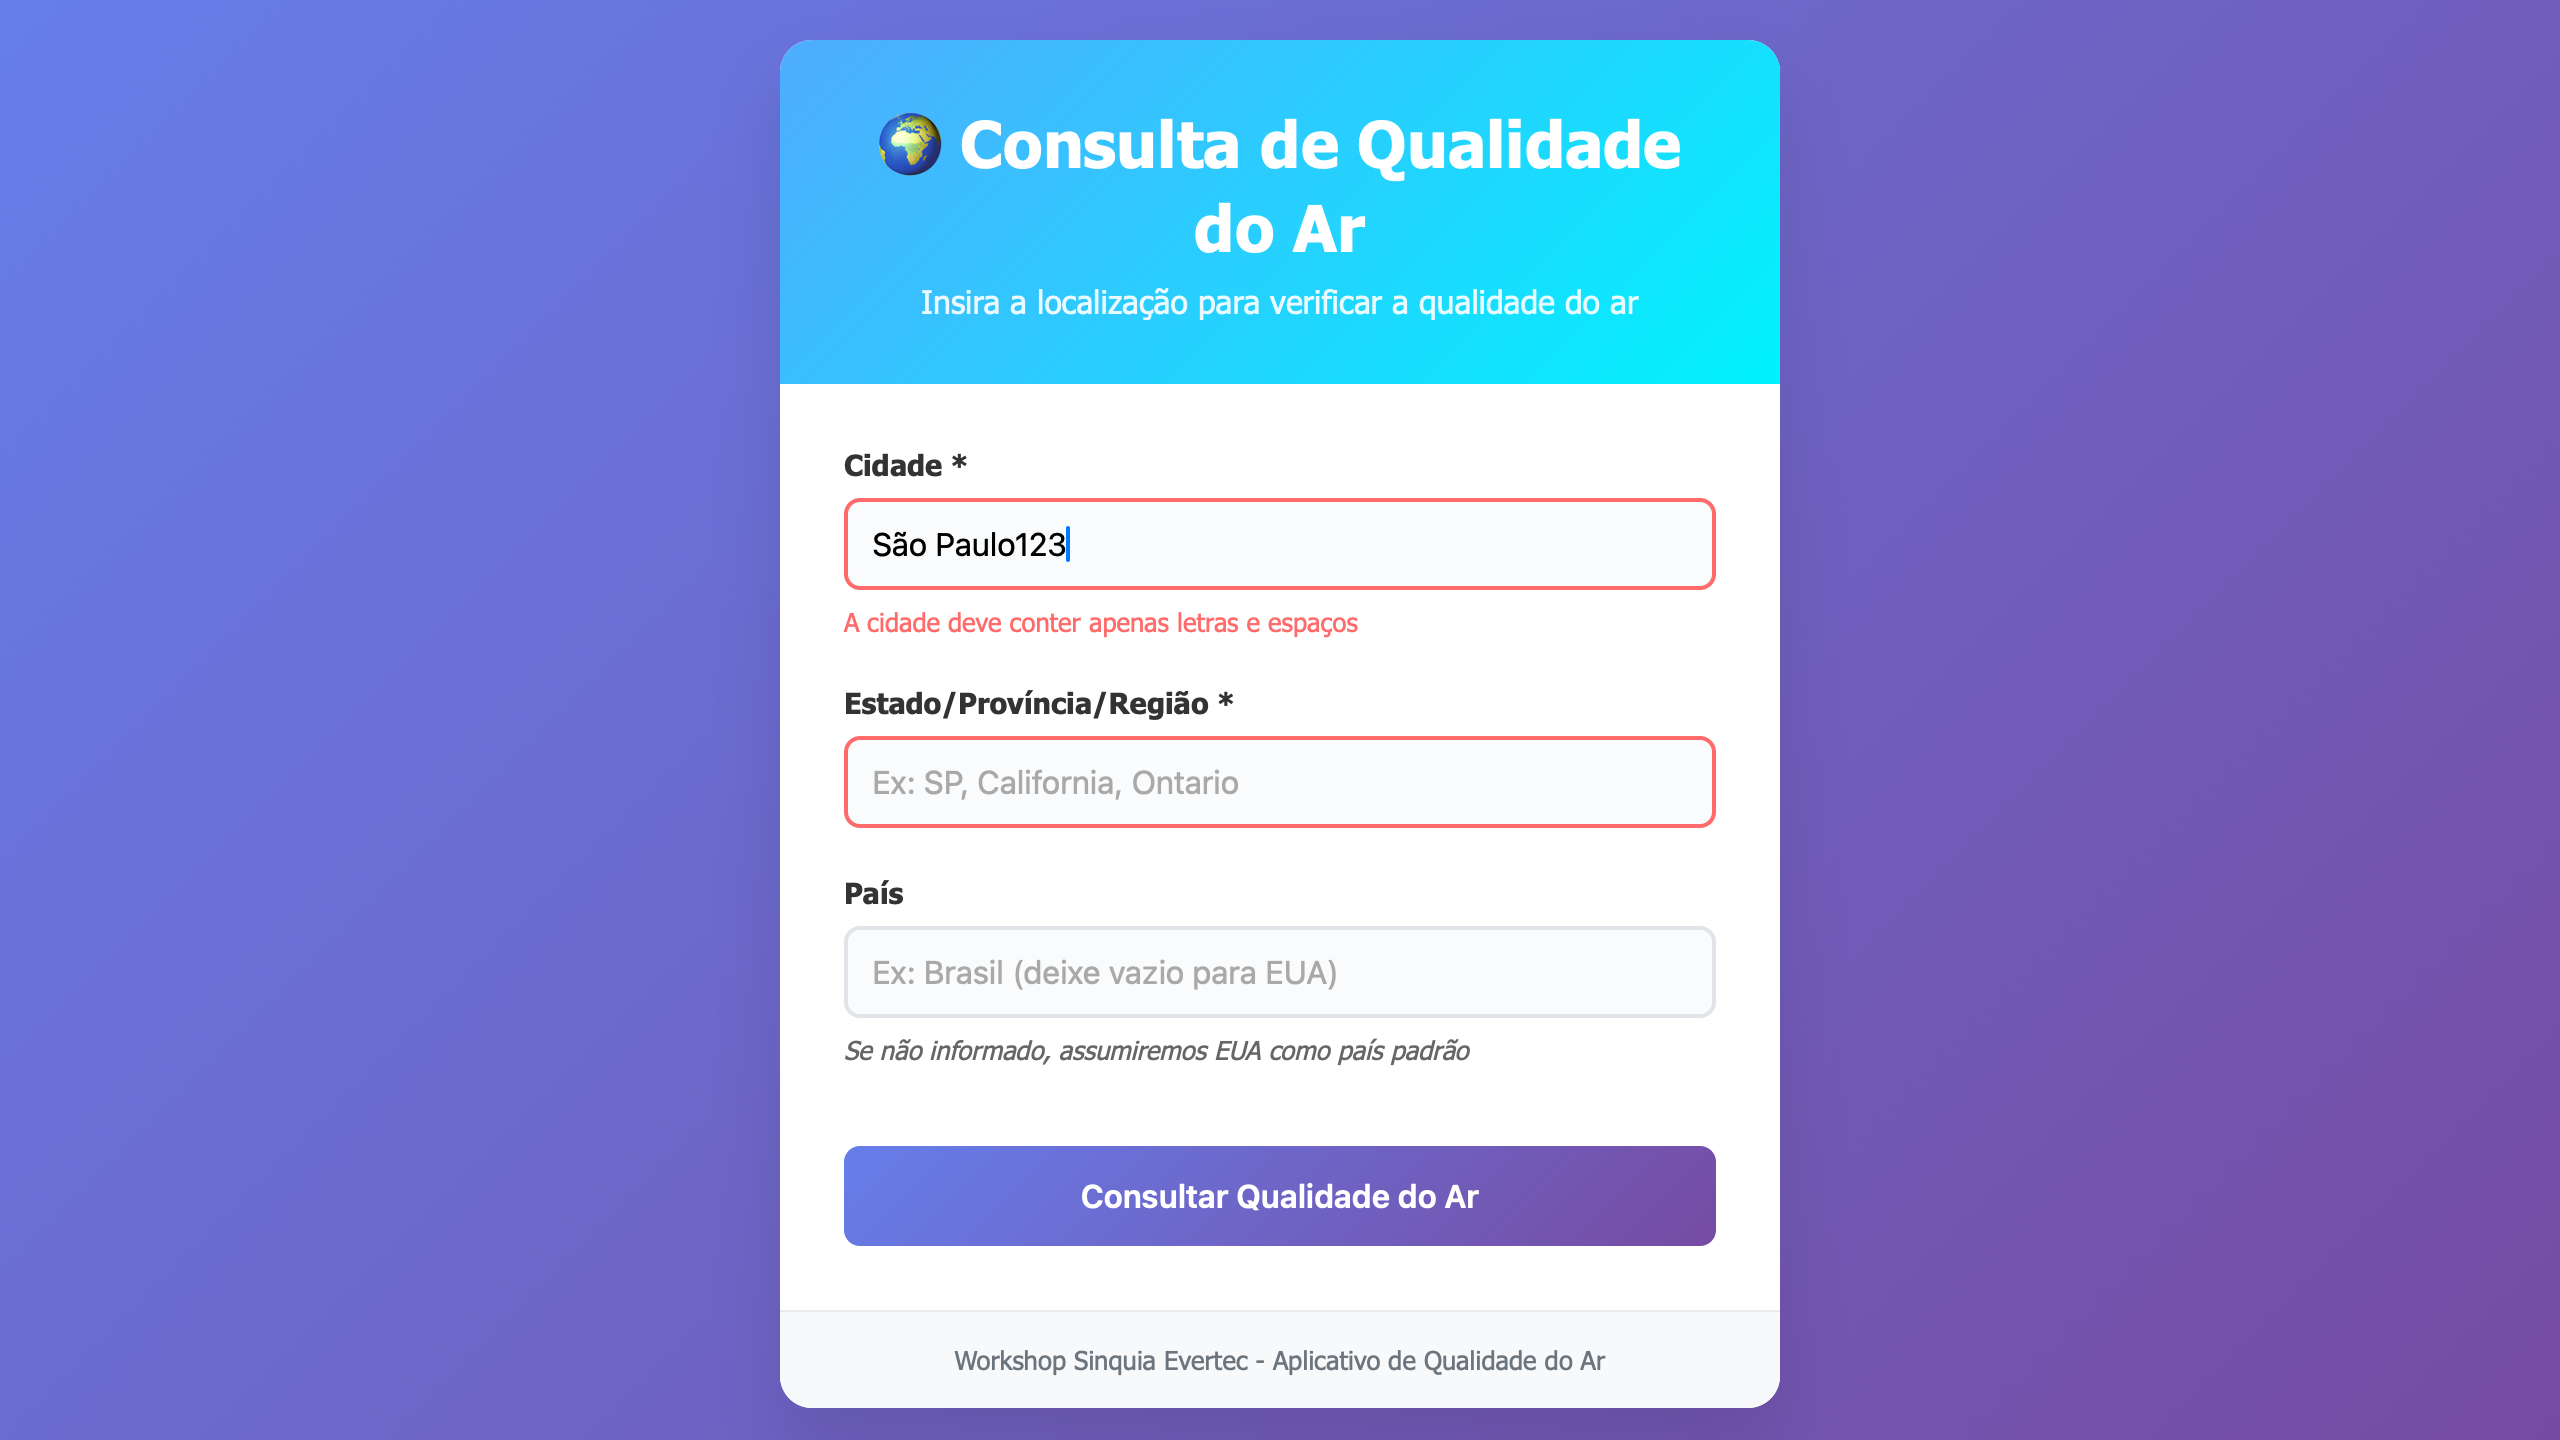 🌍 Consulta de Qualidade
do Ar
Insira a localização para verificar a qualidade do ar
Cidade *
São Paulo123
A cidade deve conter apenas letras e espaços
Estado/Província/Região *
Ex: SP, California, Ontario
País
Ex: Brasil (deixe vazio para EUA)
Se não informado, assumiremos EUA como país padrão
Consultar Qualidade do Ar
Workshop Sinquia Evertec - Aplicativo de Qualidade do Ar